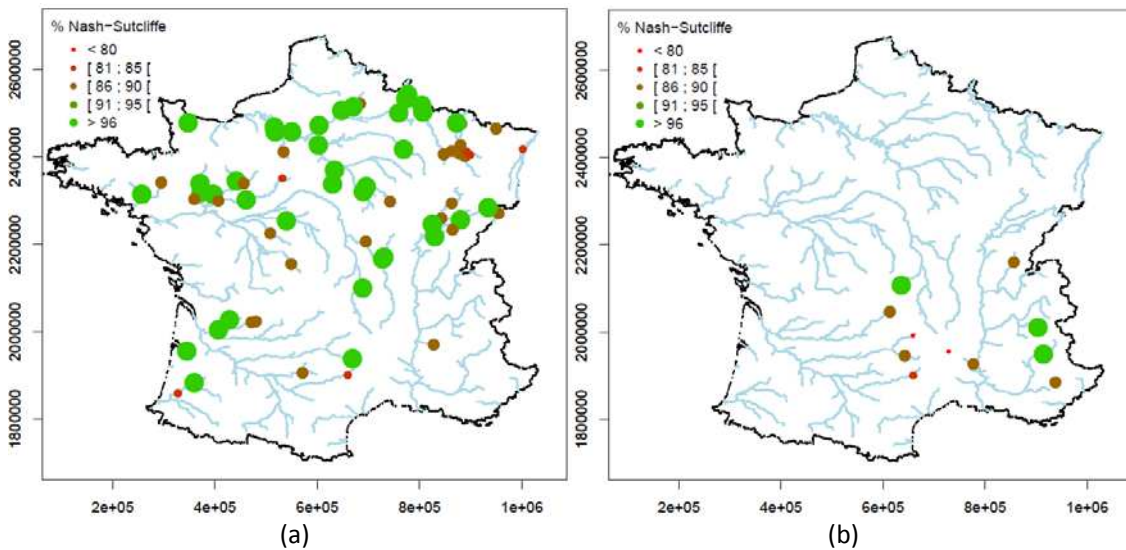 % Nash-Sutcliffe
< 80
[ 81 ; 85 [
[ 86 ; 90 [
[ 91 ; 95 [
> 96
2600000
2400000
2200000
2000000
1800000
2e+05 4e+05 6e+05 8e+05 1e+06
(a)
% Nash-Sutcliffe
< 80
[ 81 ; 85 [
[ 86 ; 90 [
[ 91 ; 95 [
> 96
2600000
2400000
2200000
2000000
1800000
2e+05 4e+05 6e+05 8e+05 1e+06
(b)